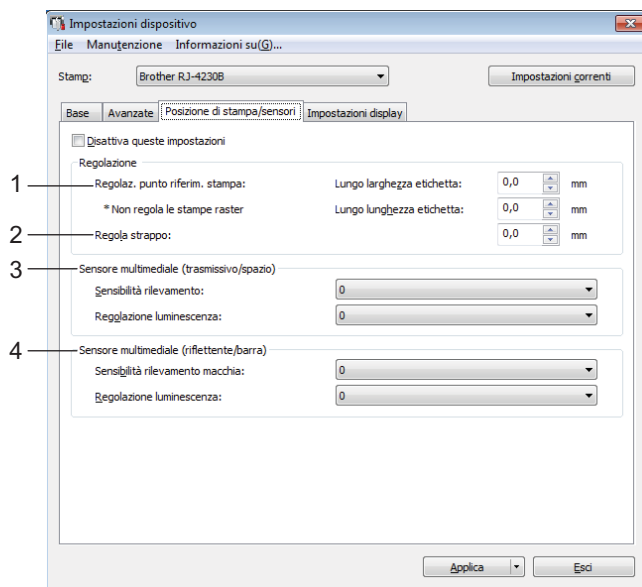 Impostazioni dispositivo
File Manutenzione Informazioni su(G)...
Stamp: Brother RJ-4230B Impostazioni correnti
Base Avanzate Posizione di stampa/sensori Impostazioni display
Disattiva queste impostazioni
Regolazione
1 Regolaz. punto riferim. stampa: Lungo larghezza etichetta: 0,0 mm
*Non regola le stampe raster Lungo lunghezza etichetta: 0,0 mm
2 Regola strappo: 0,0 mm
3 Sensore multimediale (trasmissivo/spazio)
Sensibilità rilevamento: 0
Regolazione luminescenza: 0
4 Sensore multimediale (riflettente/barra)
Sensibilità rilevamento macchia: 0
Regolazione luminescenza: 0
Applica Esci